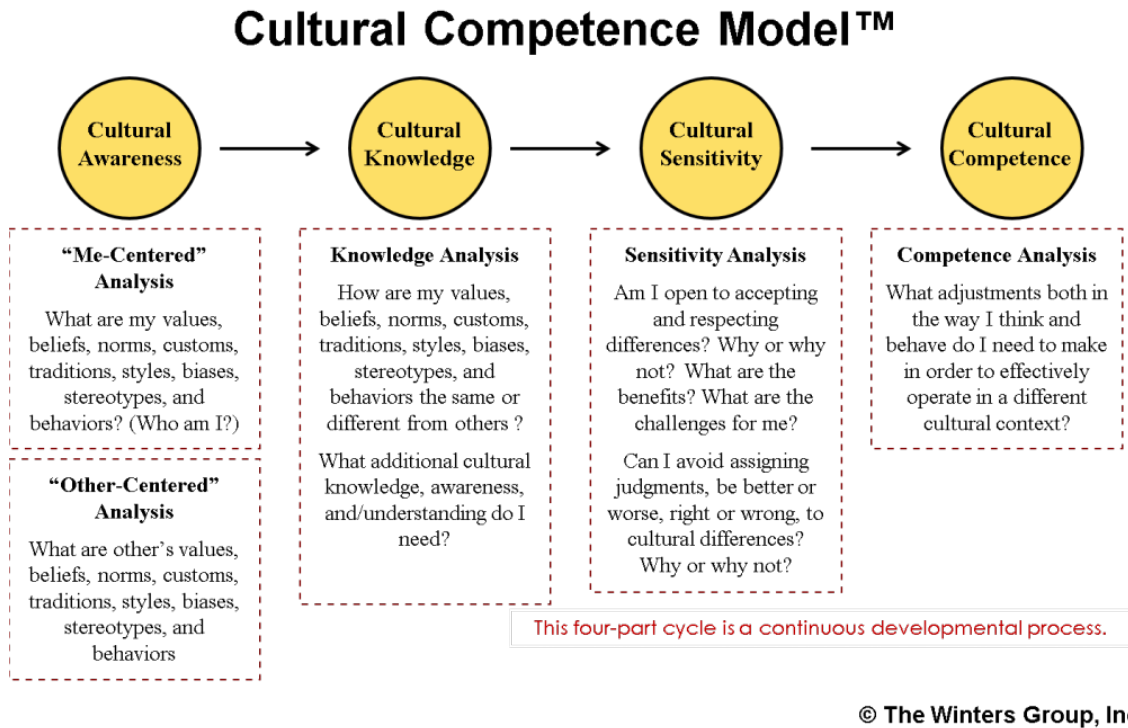 Cultural Competence Model™
Cultural
Awareness
Cultural
Knowledge
Cultural
Sensitivity
Cultural
Competence
“Me-Centered”
Analysis
What are my values,
beliefs, norms, customs,
traditions, styles, biases,
stereotypes, and
behaviors? (Who am I?)
“Other-Centered”
Analysis
What are other’s values,
beliefs, norms, customs,
traditions, styles, biases,
stereotypes, and
behaviors
Knowledge Analysis
How are my values,
beliefs, norms, customs,
traditions, styles, biases,
stereotypes, and
behaviors the same or
different from others ?
What additional cultural
knowledge, awareness,
and/understanding do I
need?
Sensitivity Analysis
Am I open to accepting
and respecting
differences? Why or why
not? What are the
benefits? What are the
challenges for me?
Can I avoid assigning
judgments, be better or
worse, right or wrong, to
cultural differences?
Why or why not?
Competence Analysis
What adjustments both in
the way I think and
behave do I need to make
in order to effectively
operate in a different
cultural context?
This four-part cycle is a continuous developmental process.
© The Winters Group, Inc